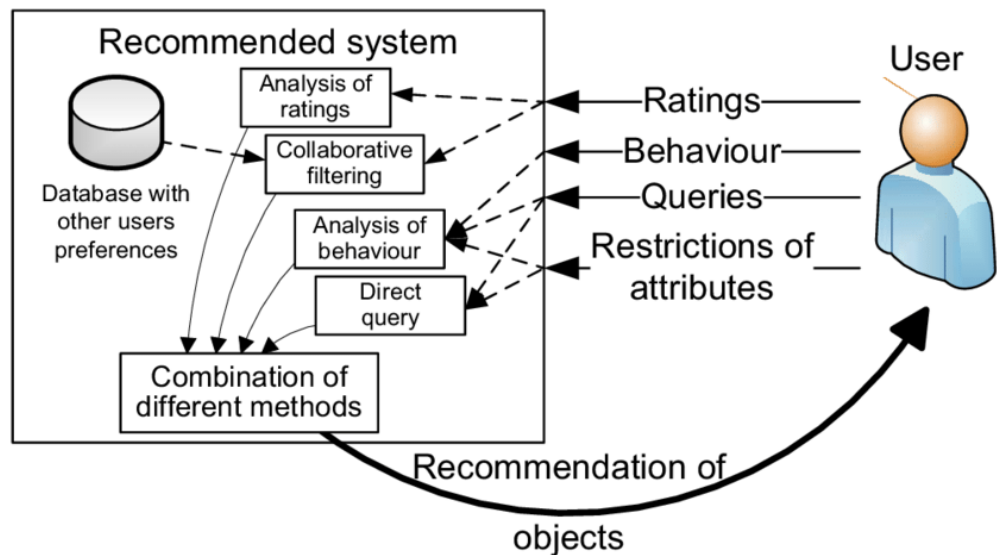 Recommended system
User
Analysis of
ratings
Ratings
Collaborative
filtering
Behaviour
Database with
other users
preferences
Queries
Analysis of
behaviour
Restrictions of
attributes
Direct
query
Combination of
different methods
Recommendation of
objects